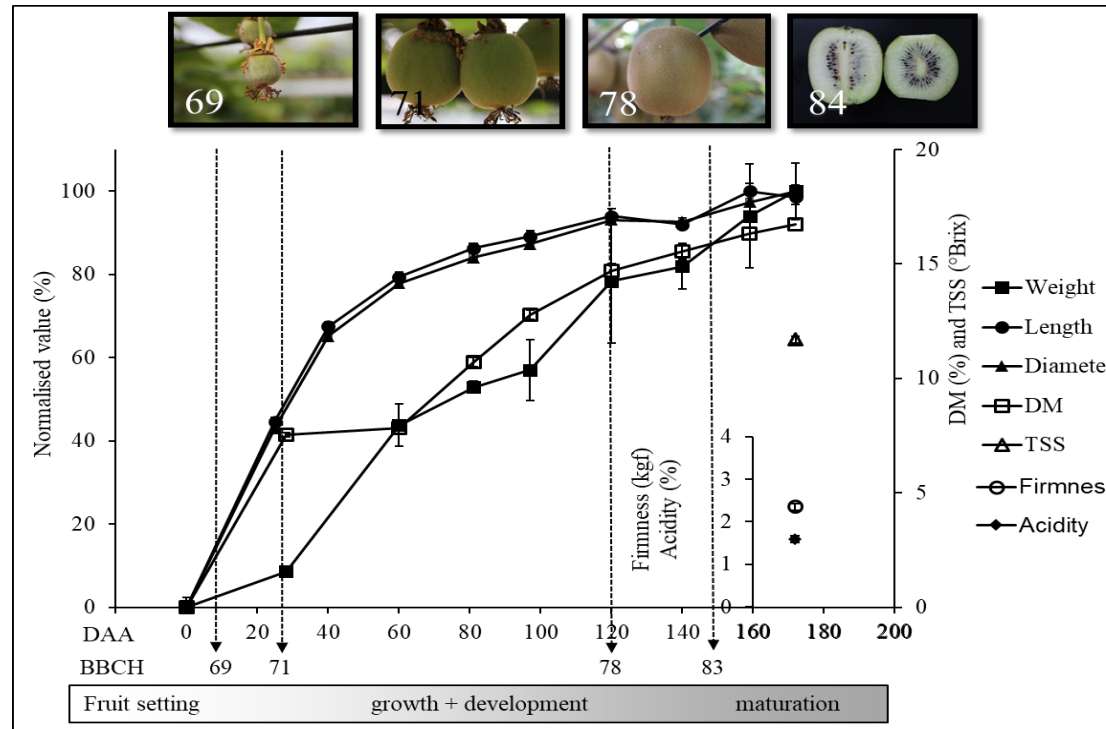 69
71
78
84
Normalised value (%)
100
80
60
40
20
0
DM (%) and TSS (°Brix)
20
15
10
5
0
Firmness (kgf)
Acidity (%)
4
3
2
1
0
Weight
Length
Diamete
DM
TSS
Firmnes
Acidity
DAA 0 20 40 60 80 100 120 140 160 180 200
BBCH 69 71 78 83
Fruit setting growth + development maturation